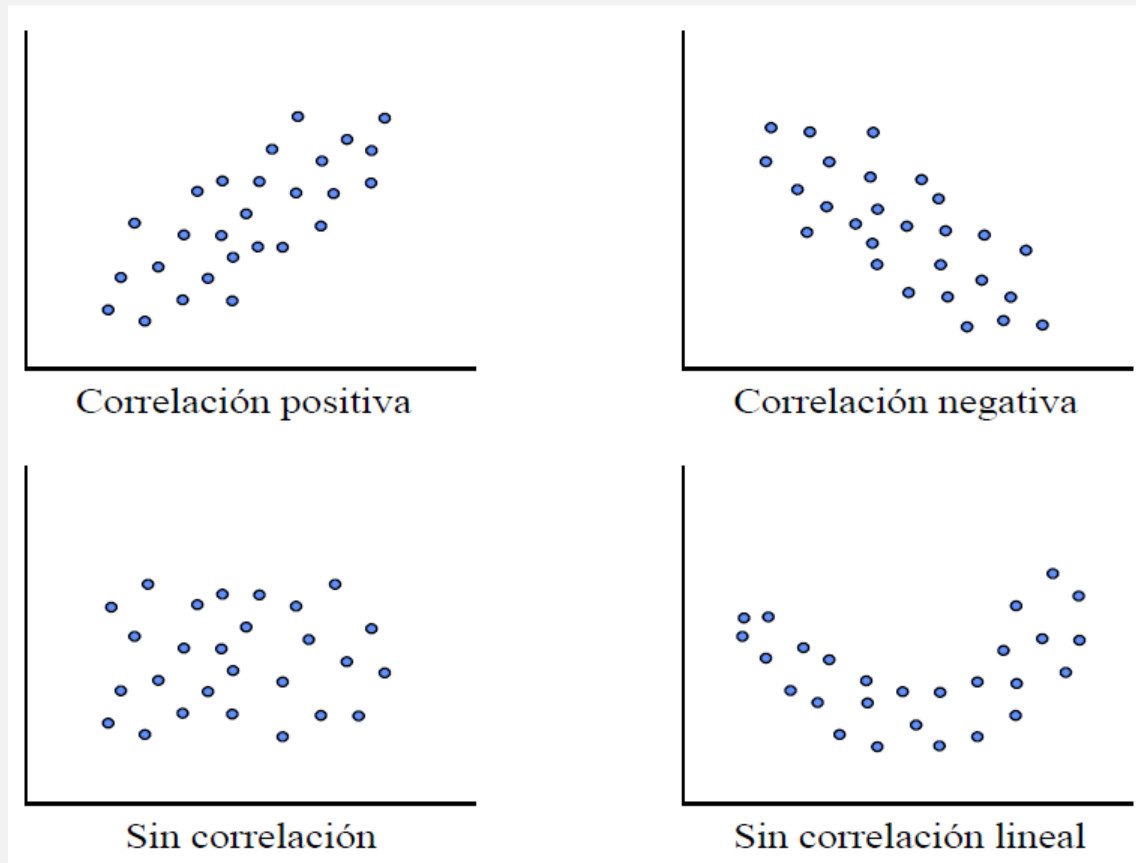 Correlación positiva
Correlación negativa
Sin correlación
Sin correlación lineal